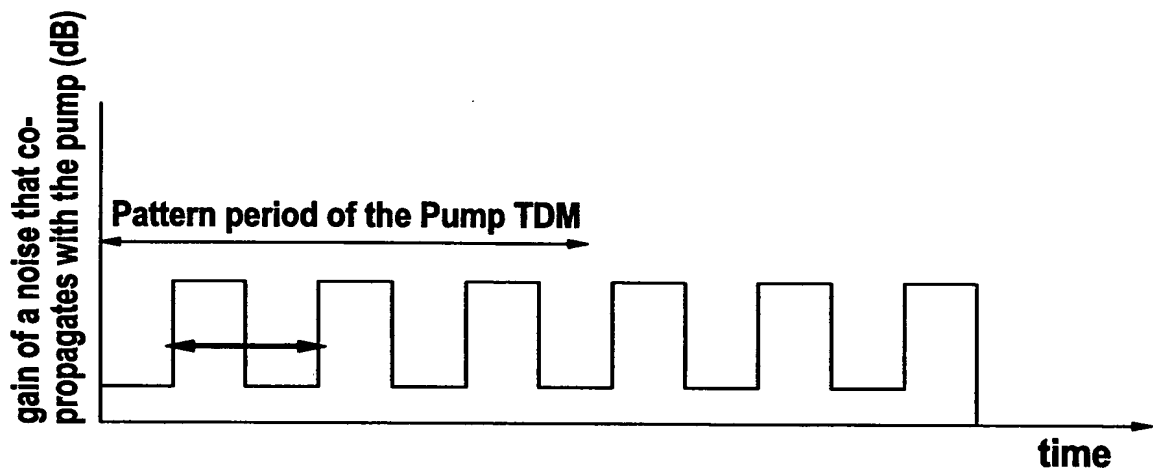 gain of a noise that co-
propagates with the pump (dB)
Pattern period of the Pump TDM
time